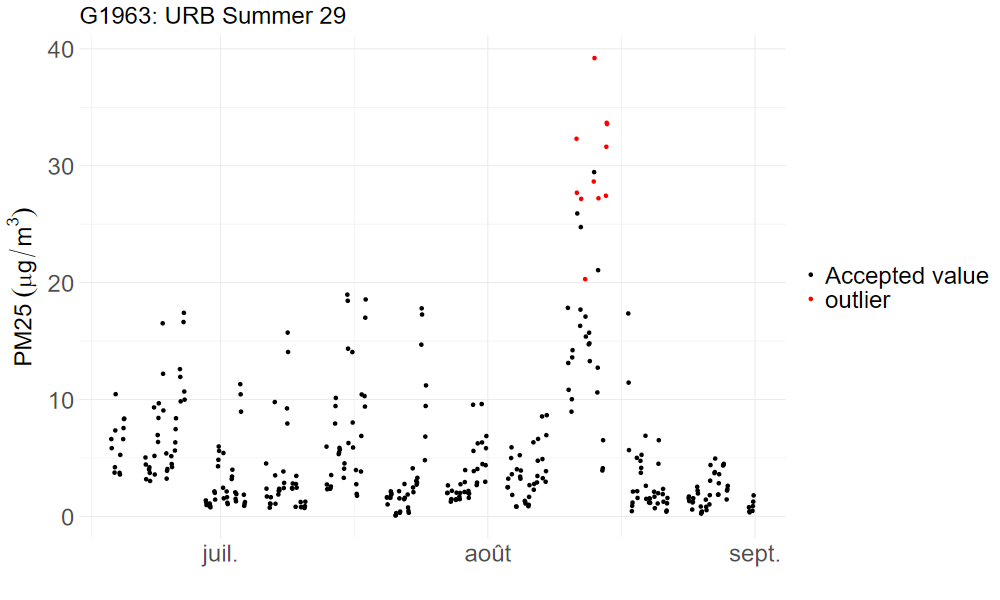 G1963: URB Summer 29
40
30
20
10
0
PM25 (μg/m³)
juil.
août
sept.
Accepted value
outlier